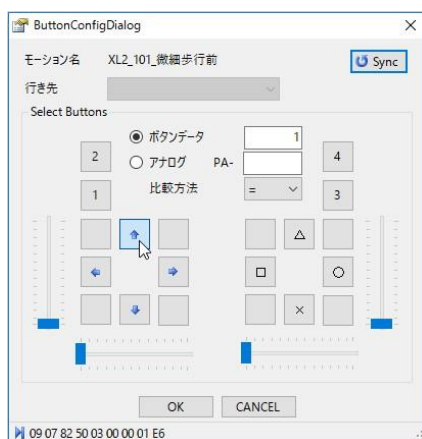 ButtonConfigDialog
モーション名 XL2_101_微細歩行前
Sync
行き先
Select Buttons
ボタンデータ 1
アナログ PA-
比較方法 =
2
1
4
3
OK CANCEL
09 07 82 50 03 00 00 01 E6